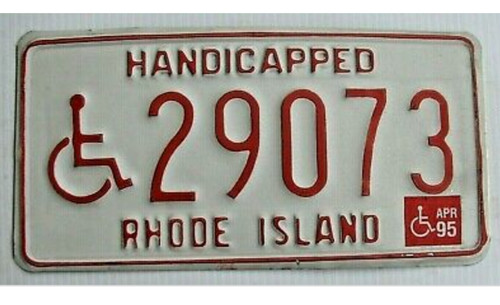 HANDICAPPED
29073
RHODE ISLAND
APR
95